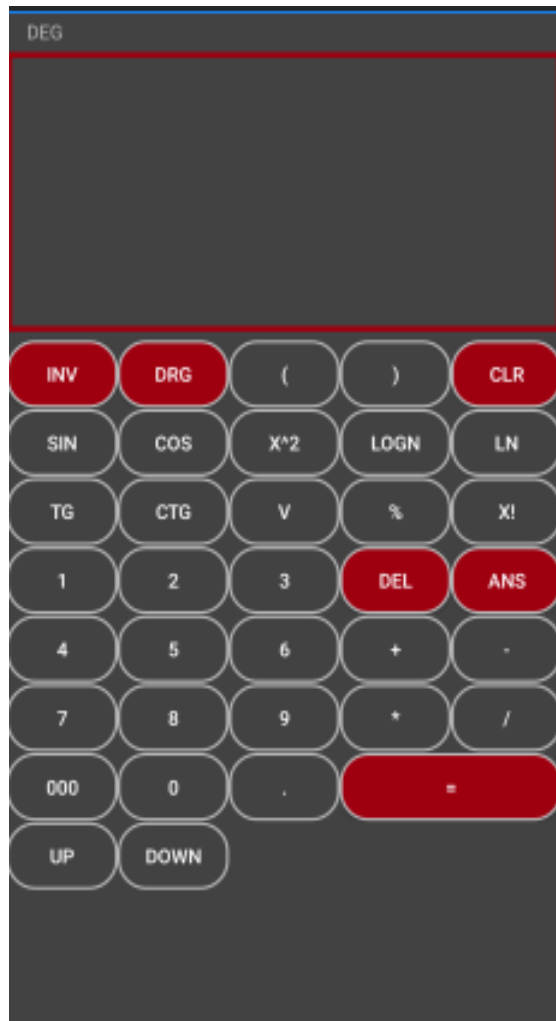 DEG
INV DRG ( ) CLR
SIN COS X^2 LOGN LN
TG CTG V % X!
1 2 3 DEL ANS
4 5 6 + -
7 8 9 * /
000 0 . =
UP DOWN